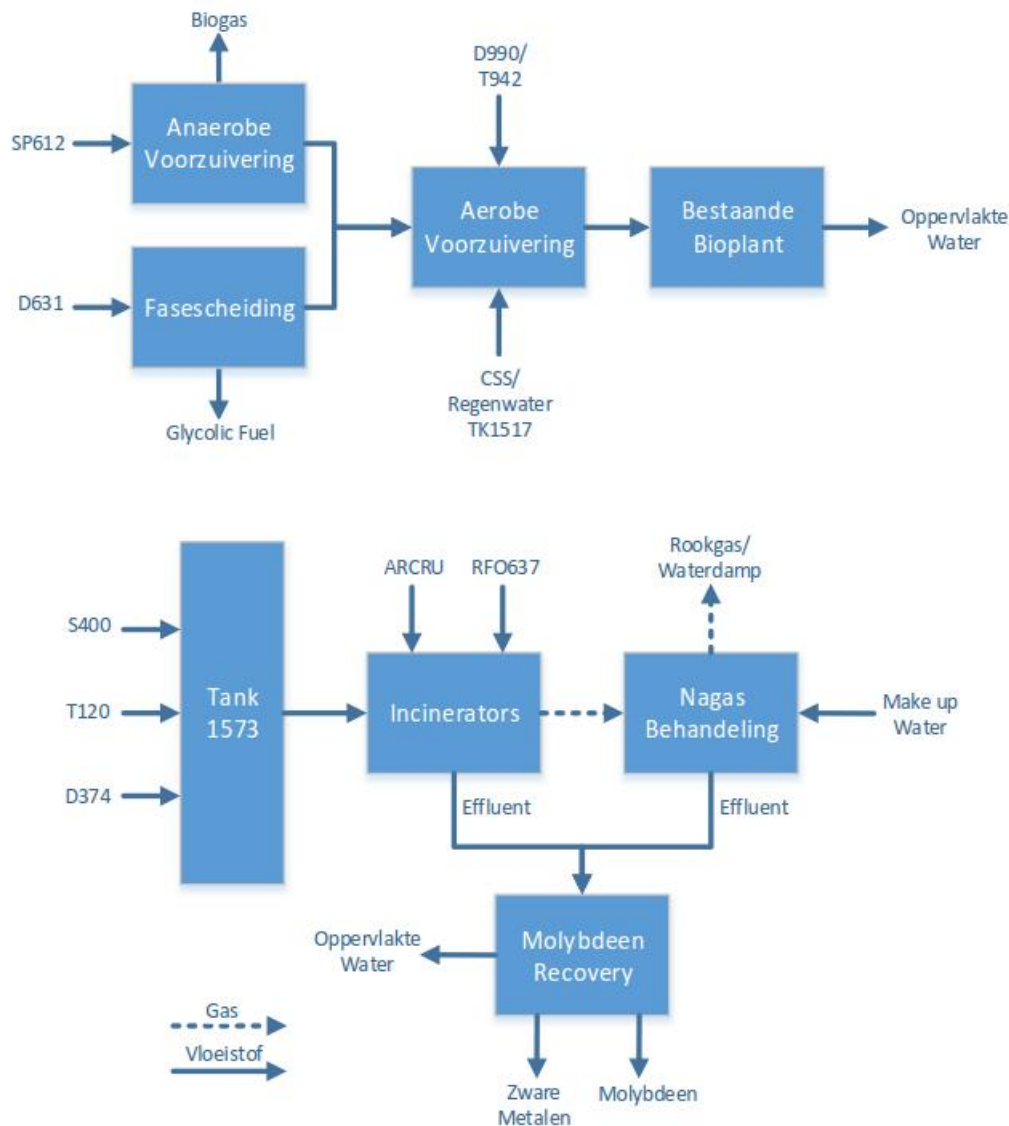 Biogas
D990/
T942
SP612
Anaerobe
Voorzuivering
Aerobe
Voorzuivering
Bestaande
Bioplant
Oppervlakte
Water
D631
Fasescheiding
Glycolic Fuel
CSS/
Regenwater
TK1517
ARCRU
RFO637
Rookgas/
Waterdamp
S400
T120
D374
Tank
1573
Incinerators
Nagas
Behandeling
Make up
Water
Effluent
Effluent
Oppervlakte
Water
Molybdeen
Recovery
Gas
Vloeistof
Zware
Metalen
Molybdeen